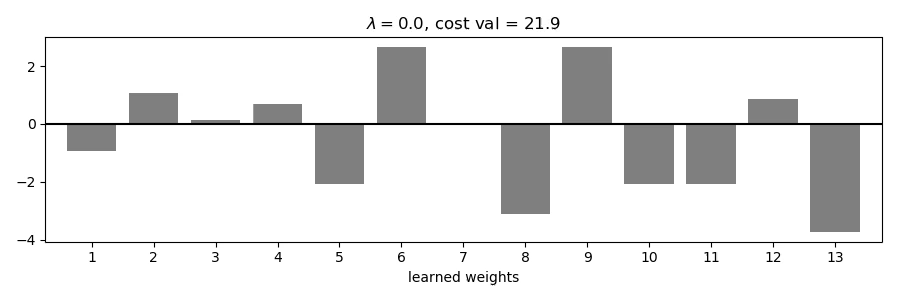 λ = 0.0, cost val = 21.9
2
0
−2
−4
1 2 3 4 5 6 7 8 9 10 11 12 13
learned weights